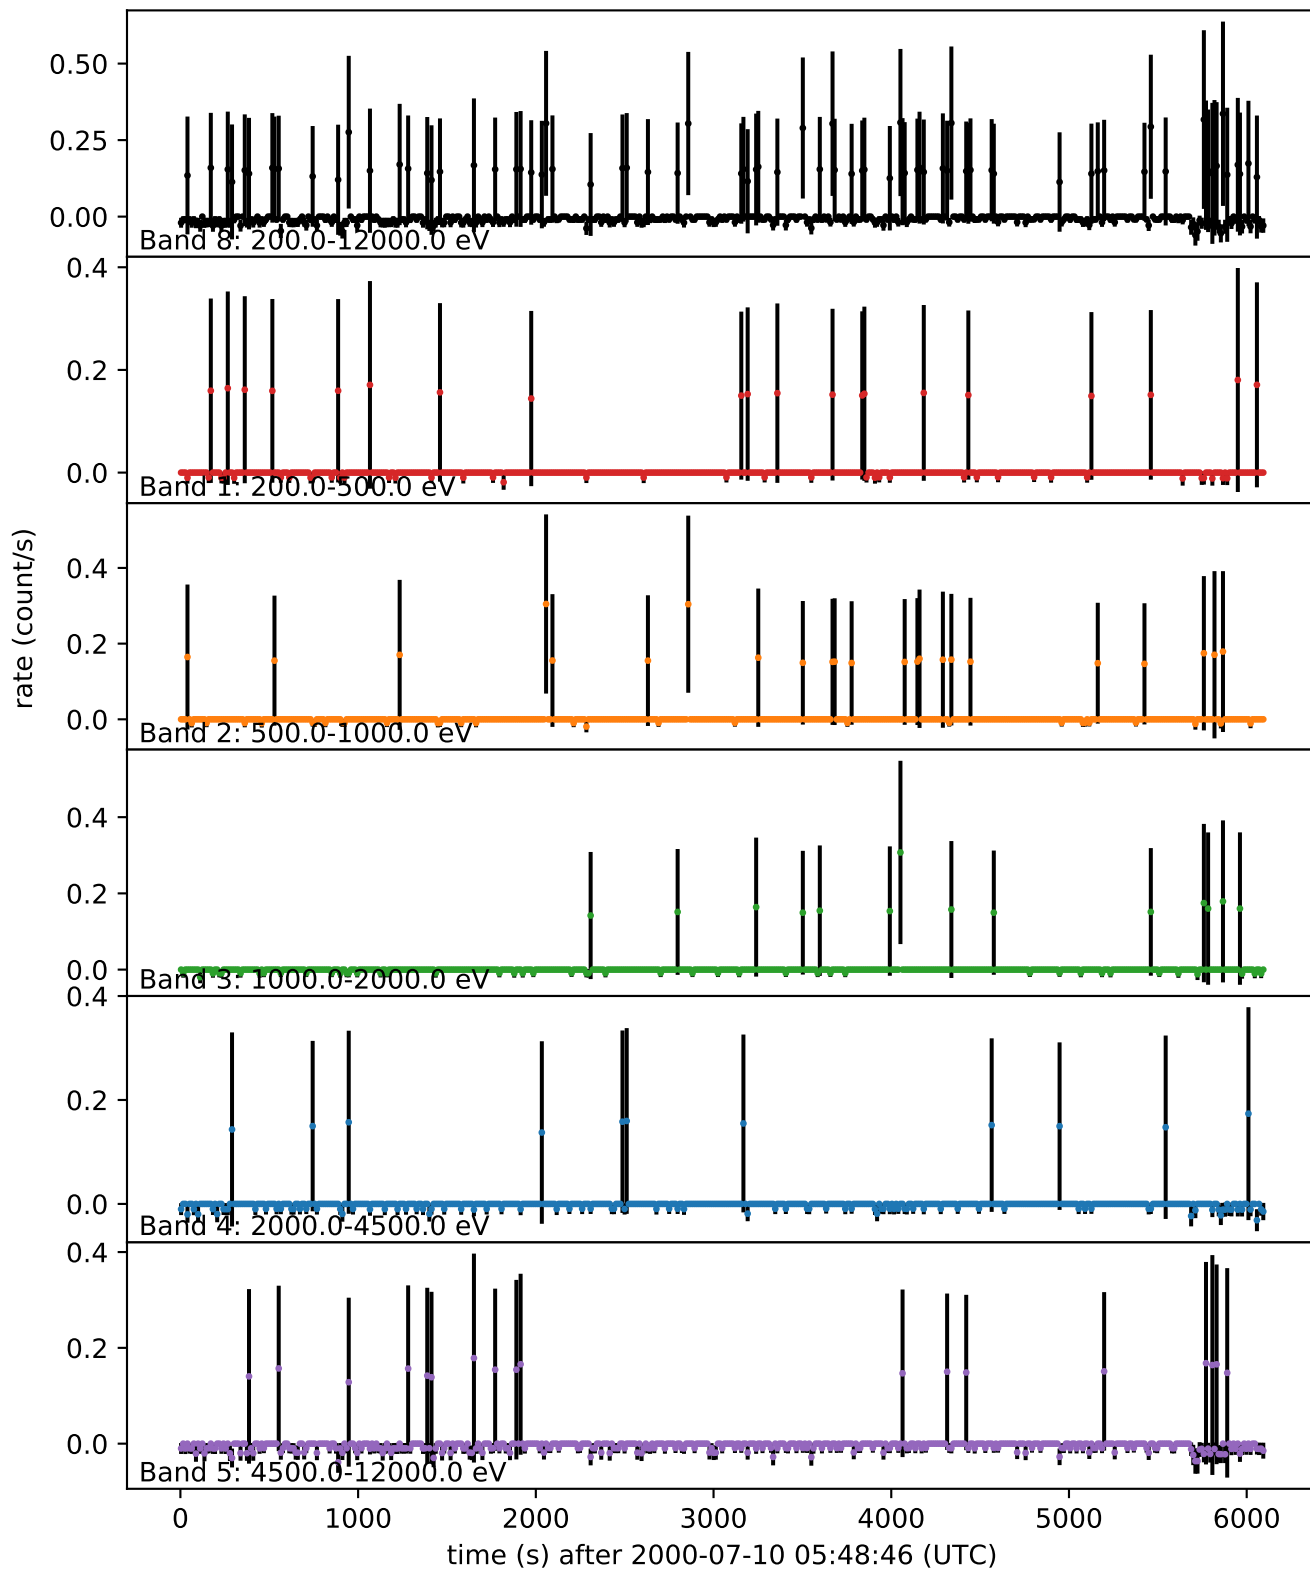 0.50
0.25
0.00
Band 8: 200.0-12000.0 eV
0.4
0.2
0.0
Band 1: 200.0-500.0 eV
0.4
0.2
0.0
Band 2: 500.0-1000.0 eV
rate (count/s)
0.4
0.2
0.0
Band 3: 1000.0-2000.0 eV
0.4
0.2
0.0
Band 4: 2000.0-4500.0 eV
0.4
0.2
0.0
Band 5: 4500.0-12000.0 eV
0 1000 2000 3000 4000 5000 6000
time (s) after 2000-07-10 05:48:46 (UTC)